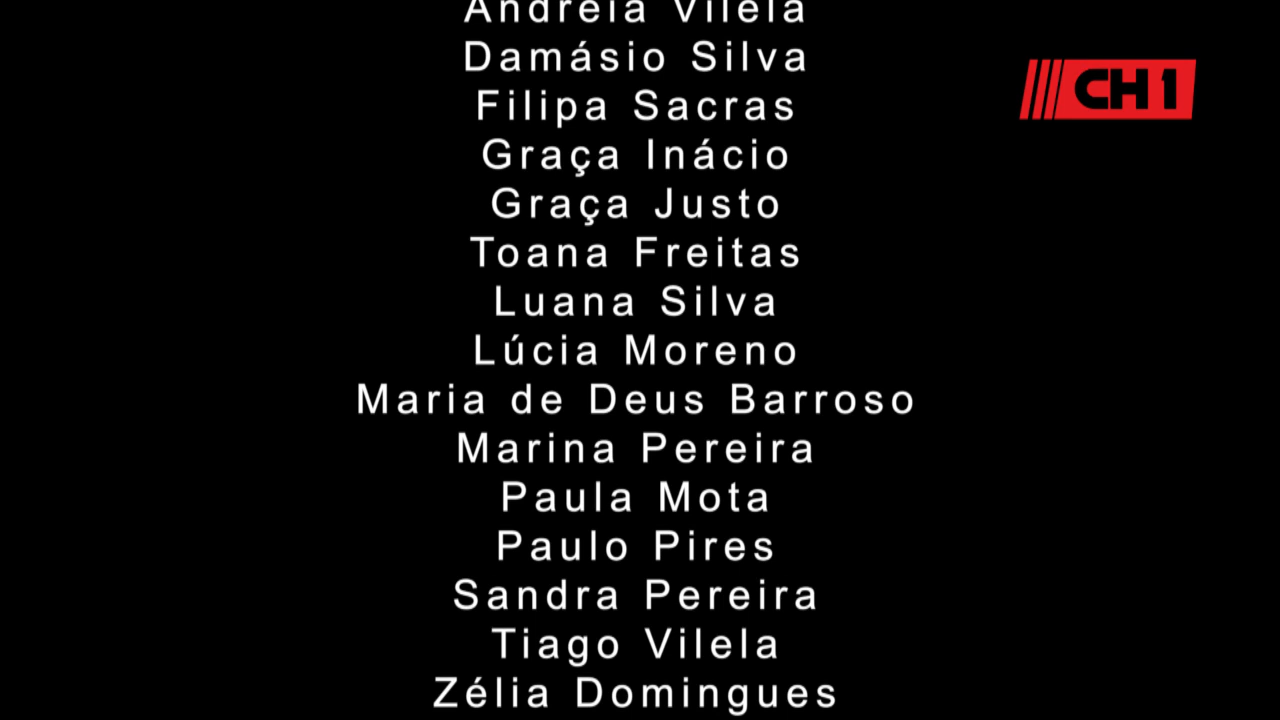 Andreia Vilela
Damásio Silva
Filipa Sacras
Graça Inácio
Graça Justo
Toana Freitas
Luana Silva
Lúcia Moreno
Maria de Deus Barroso
Marina Pereira
Paula Mota
Paulo Pires
Sandra Pereira
Tiago Vilela
Zélia Domingues
CH1